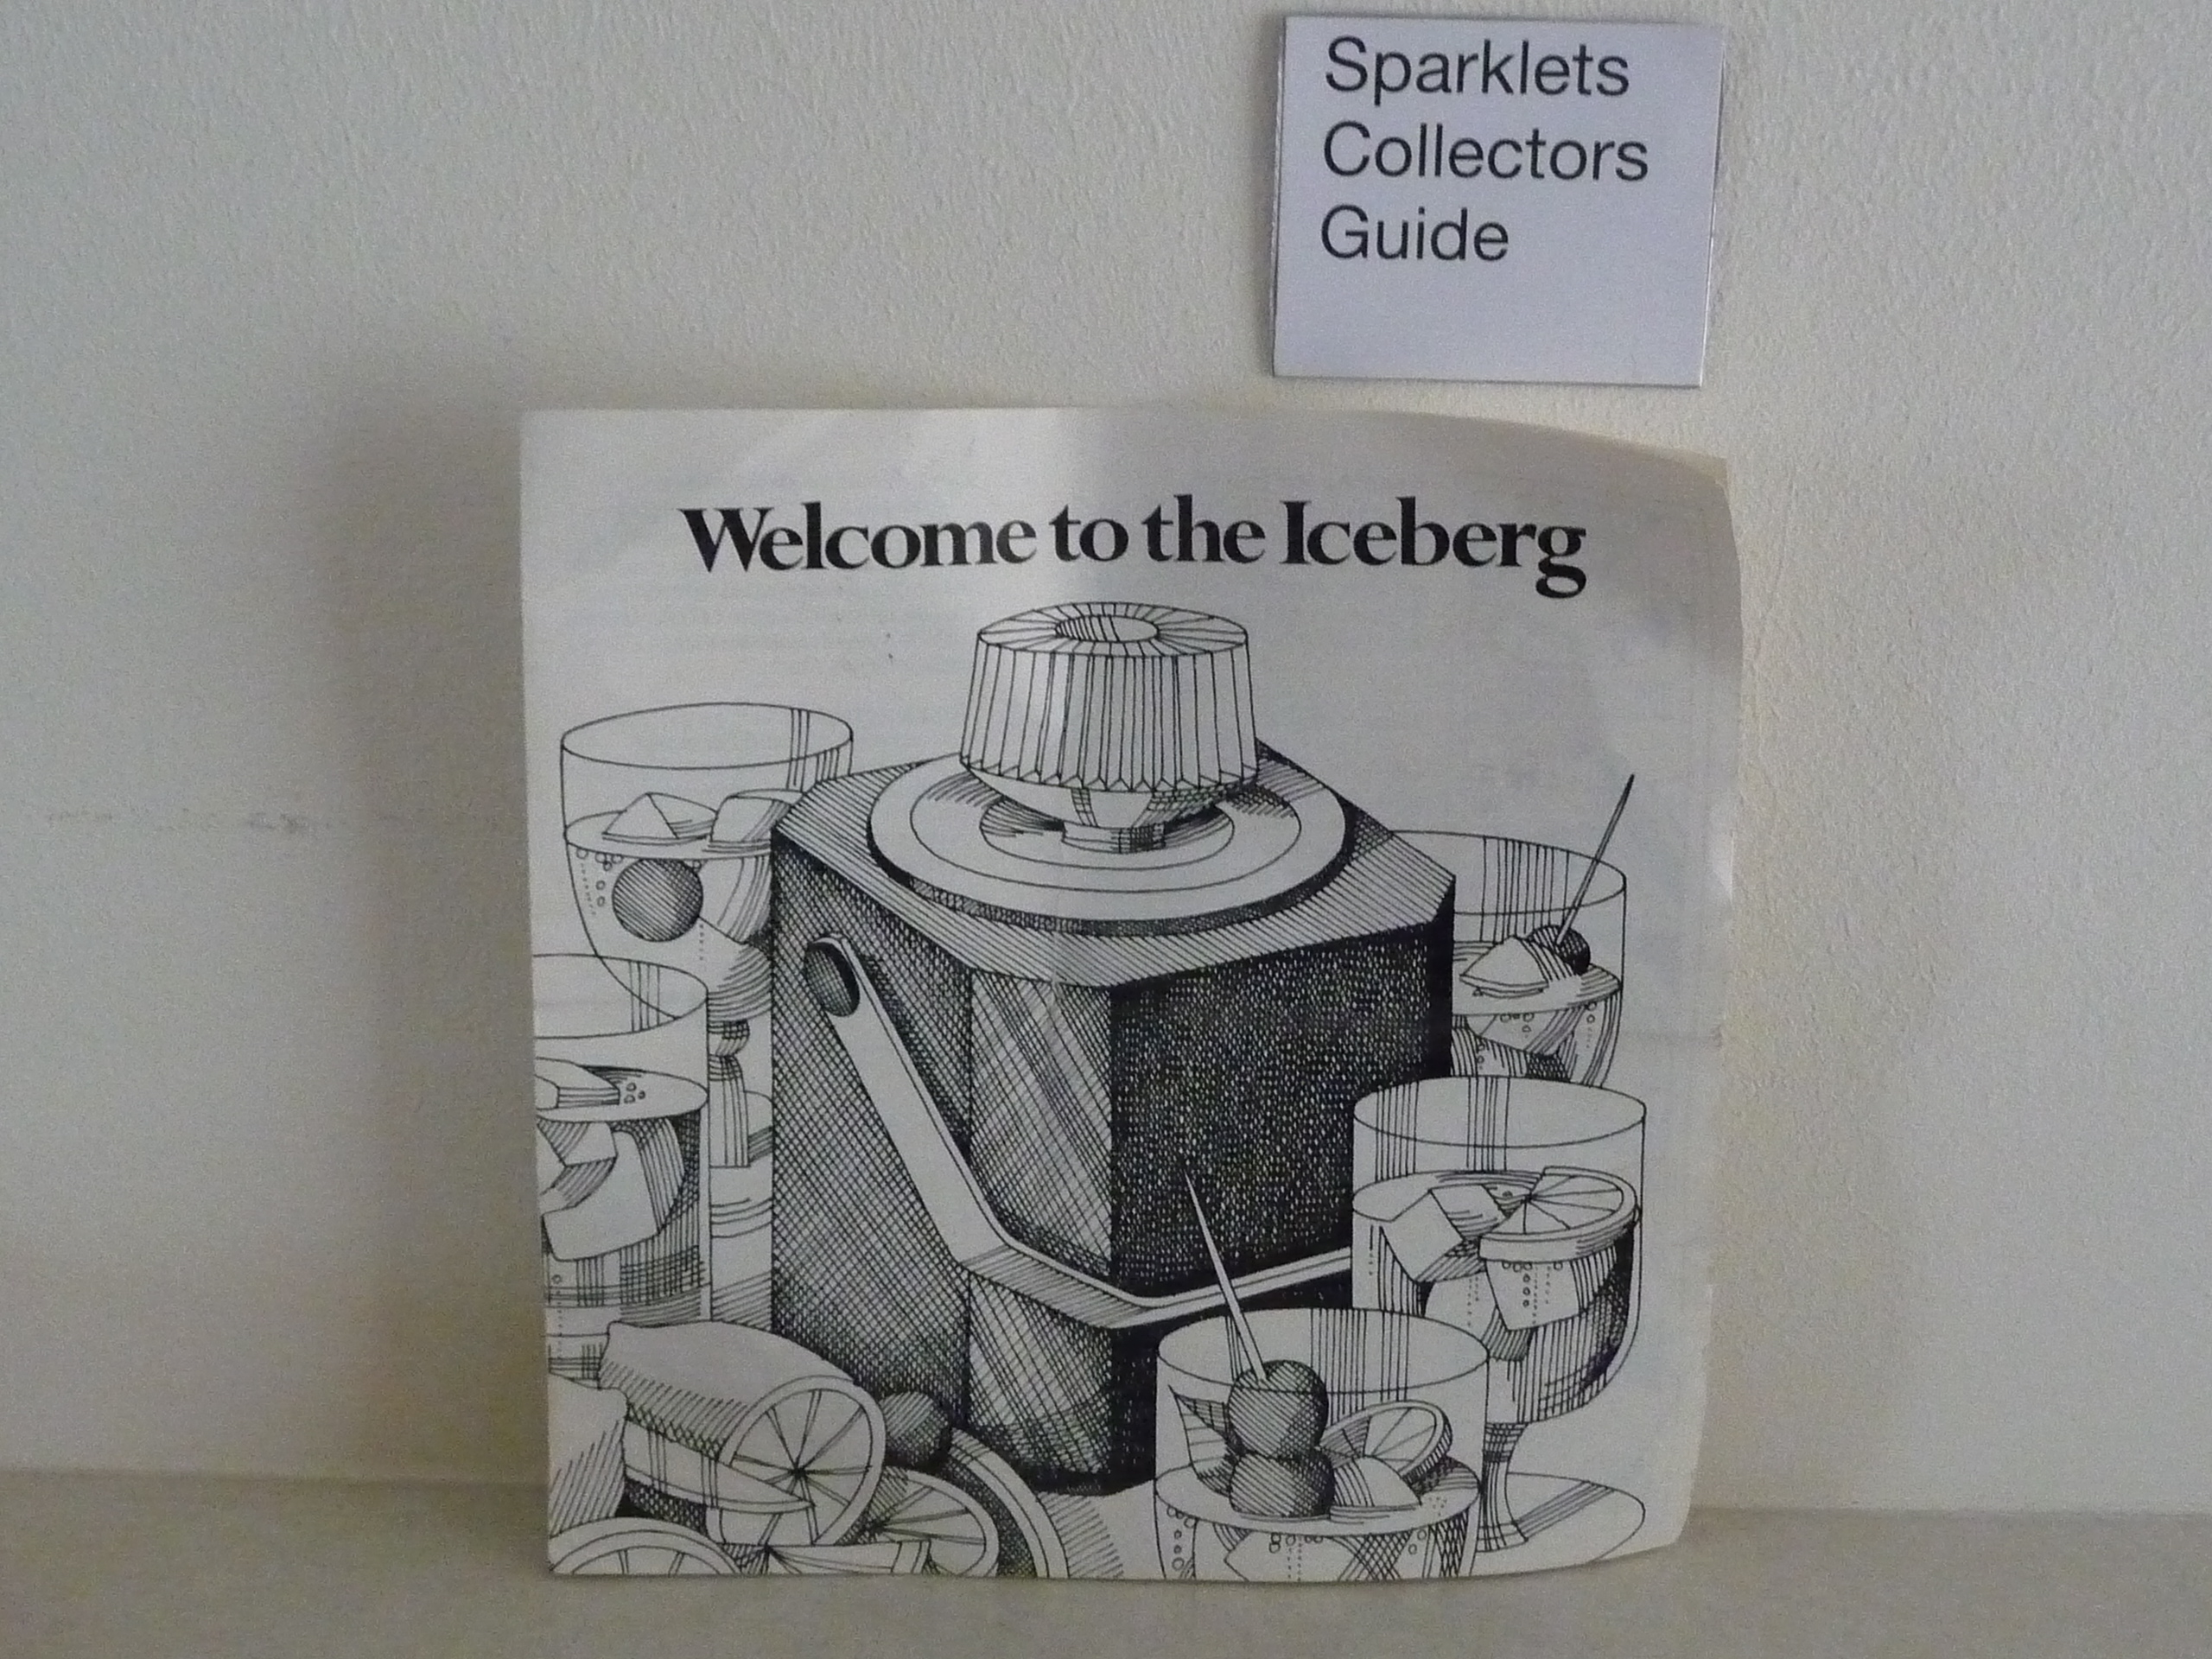 Sparklets
Collectors
Guide
Welcome to the Iceberg